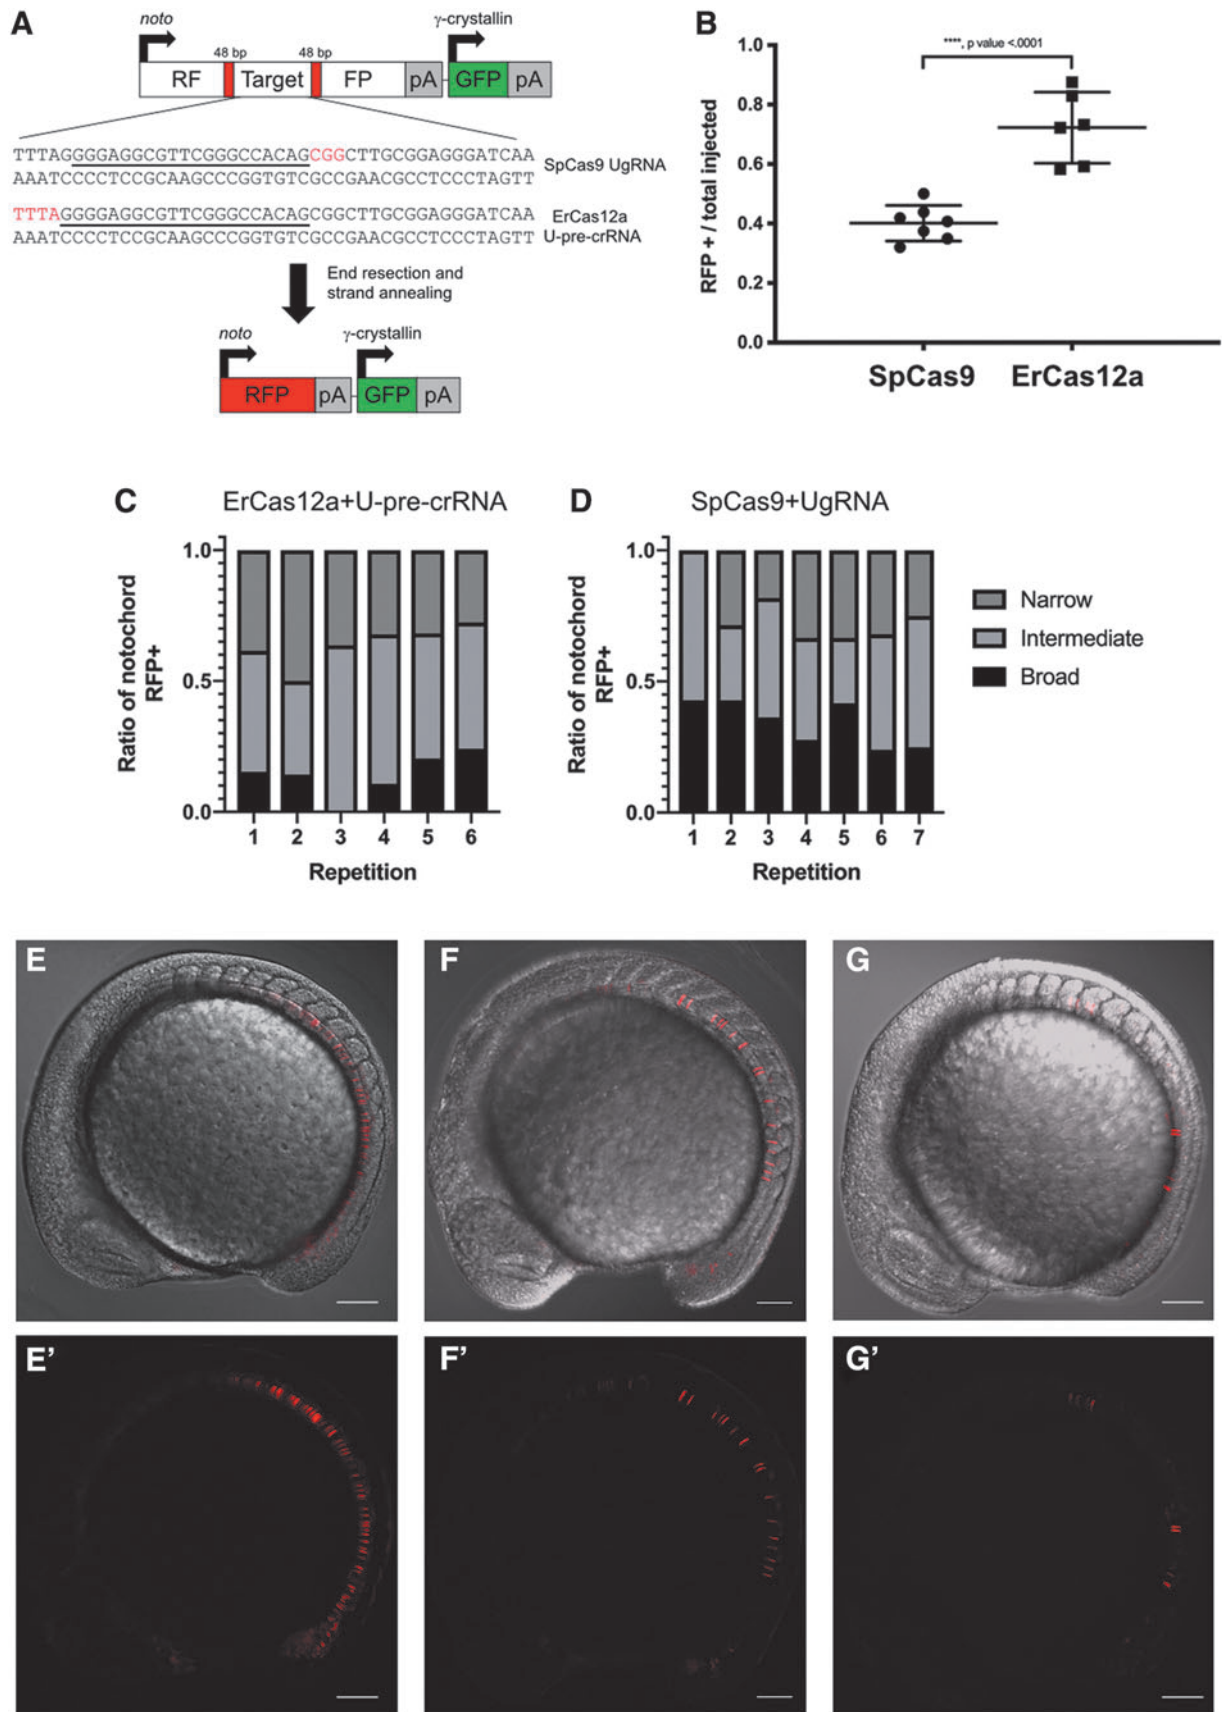 A
noto
γ-crystallin
48 bp
48 bp
RF
Target
FP
pA
GFP
pA
TTTAGGGGAGGCGTTCGGGCCACAGCGGCTTGCGGAGGGATCAA
SpCas9 UgRNA
AAATCCCCTCCGCAAGCCCGGTGTCGCCGAACGCCTCCCTAGTT
TTTAGGGGAGGCGTTCGGGCCACAGCGGCTTGCGGAGGGATCAA
ErCas12a
AAATCCCCTCCGCAAGCCCGGTGTCGCCGAACGCCTCCCTAGTT
U-pre-crRNA
End resection and
strand annealing
noto
γ-crystallin
RFP
pA
GFP
pA
B
****, p value <.0001
RFP + / total injected
1.0
0.8
0.6
0.4
0.2
0.0
SpCas9
ErCas12a
C
ErCas12a+U-pre-crRNA
Ratio of notochord
RFP+
1.0
0.5
0.0
1 2 3 4 5 6
Repetition
D
SpCas9+UgRNA
Ratio of notochord
RFP+
1.0
0.5
0.0
1 2 3 4 5 6 7
Repetition
Narrow
Intermediate
Broad
E
F
G
E’
F’
G’